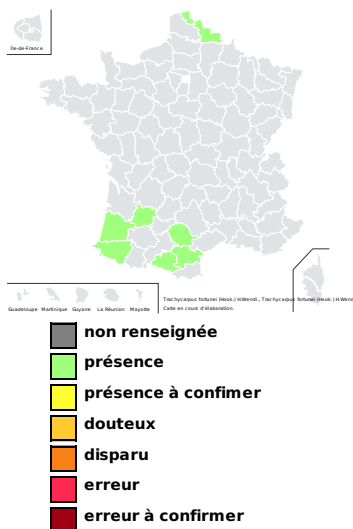 Île-de-France
Guadeloupe Martinique Guyane La Réunion Mayotte
Trachycarpus fortunei (Hook.) H.Wendl., Trachycarpus fortunei (Hook.) H.Wend
Carte en cours d'élaboration.
non renseignée
présence
présence à confimer
douteux
disparu
erreur
erreur à confirmer